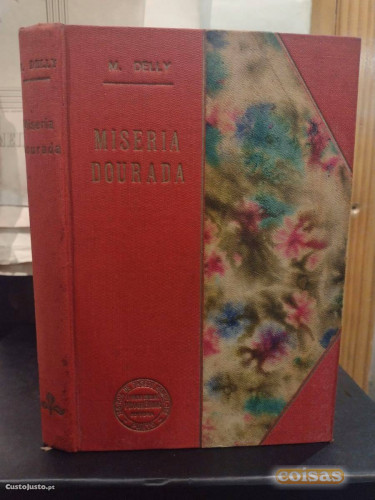 M. DELLY
MISERIA
DOURADA
M. DELLY
Miseria
Dourada
CustoJusto.pt
coisas